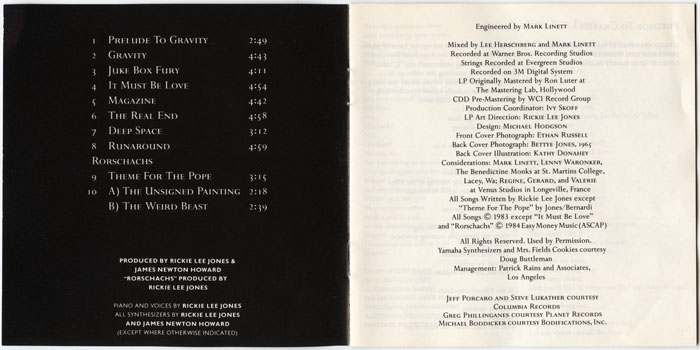 1 Prelude To Gravity 2:49
2 Gravity 4:43
3 Juke Box Fury 4:11
4 It Must Be Love 4:54
5 Magazine 4:42
6 The Real End 4:58
7 Deep Space 3:12
8 Runaround 4:59
Rorschachs
9 Theme For The Pope 3:15
10 A) The Unsigned Painting 2:18
B) The Weird Beast 2:39
PRODUCED BY RICKIE LEE JONES &
JAMES NEWTON HOWARD
"RORSCHACHS" PRODUCED BY
RICKIE LEE JONES
PIANO AND VOICES BY RICKIE LEE JONES
ALL SYNTHESIZERS BY RICKIE LEE JONES
AND JAMES NEWTON HOWARD
(EXCEPT WHERE OTHERWISE INDICATED)
Engineered by Mark Linett
Mixed by Lee Herschberg and Mark Linett
Recorded at Warner Bros. Recording Studios
Strings Recorded at Evergreen Studios
Recorded on 3M Digital System
LP Originally Mastered by Ron Luter at
The Mastering Lab, Hollywood
CDD Pre-Mastering by WCI Record Group
Production Coordinator: Ivy Skoff
LP Art Direction: Rickie Lee Jones
Design: Michael Hodgson
Front Cover Photograph: Ethan Russell
Back Cover Photograph: Bettye Jones, 1965
Back Cover Illustration: Kathy Donahey
Considerations: Mark Linett, Lenny Waronker,
The Benedictine Monks at St. Martins College,
Lacey, Wa; Regine, Gerard, and Valerie
at Venus Studios in Longeville, France
All Songs Written by Rickie Lee Jones except
"Theme For The Pope" by Jones/Bernardi
All Songs © 1983 except "It Must Be Love"
and "Rorschachs" © 1984 Easy Money Music (ASCAP)
All Rights Reserved. Used by Permission.
Yamaha Synthesizers and Mrs. Fields Cookies courtesy
Doug Buttleman
Management: Patrick Rains and Associates,
Los Angeles
Jeff Porcaro and Steve Lukather courtesy
Columbia Records
Greg Phillinganes courtesy Planet Records
Michael Boddicker courtesy Bodifications, Inc.